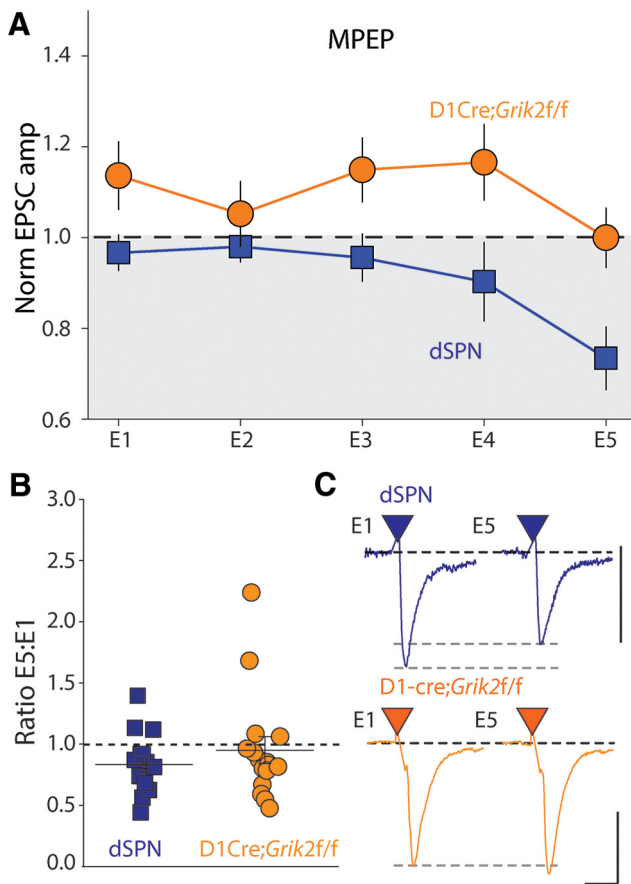 A
MPEP
1.4
1.2
1.0
0.8
0.6
Norm EPSC amp
D1Cre;Grik2f/f
dSPN
E1 E2 E3 E4 E5
B
3.0
2.5
2.0
1.5
1.0
0.5
0.0
Ratio E5:E1
dSPN D1Cre;Grik2f/f
C
dSPN
E1 E5
D1-cre;Grik2f/f
E1 E5